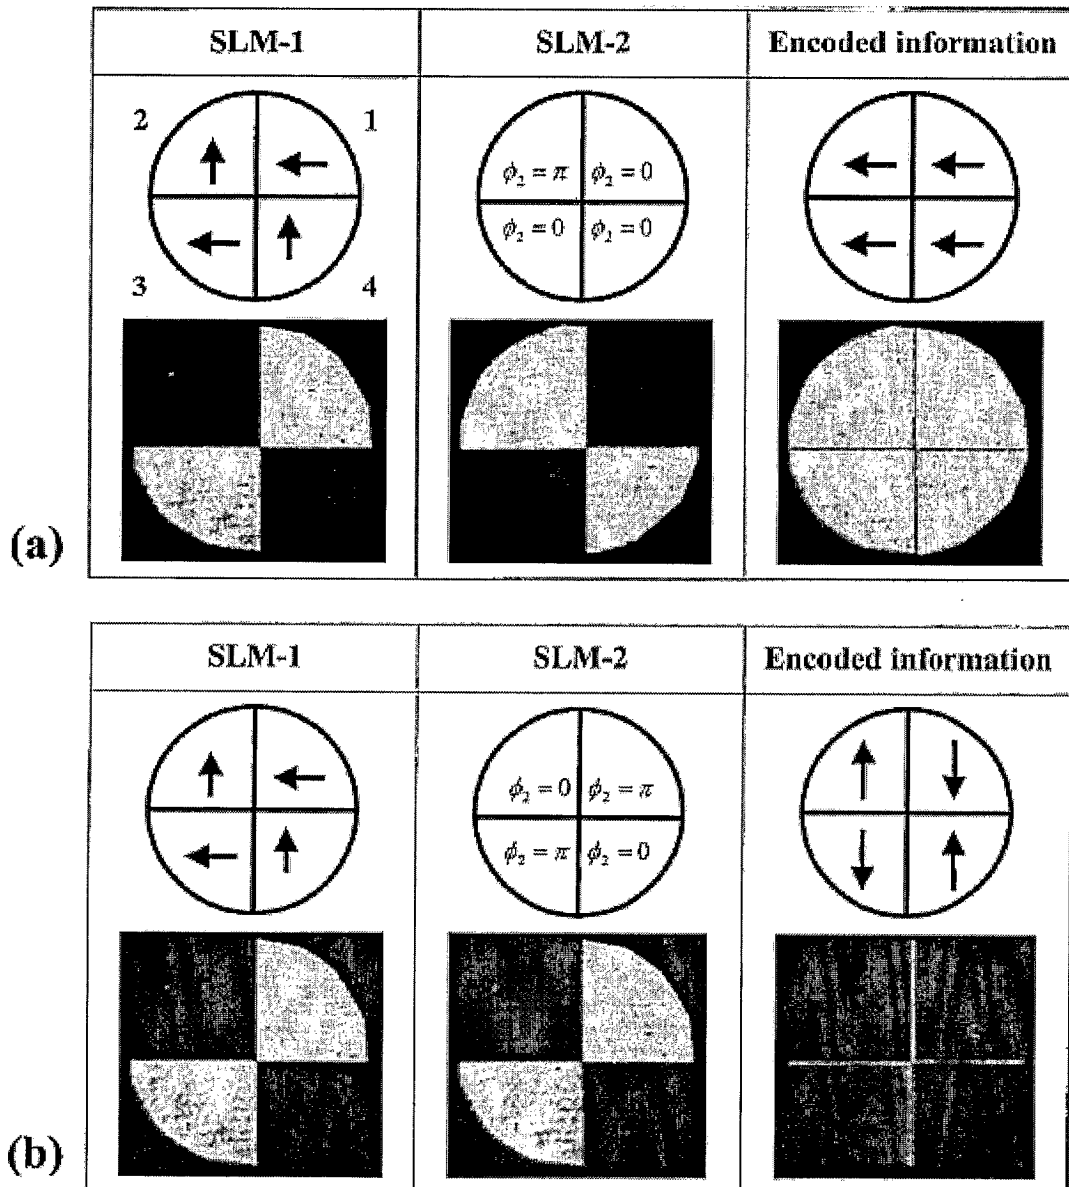 SLM-1 SLM-2 Encoded information
2 1
ϕ₂ = π ϕ₂ = 0
ϕ₂ = 0 ϕ₂ = 0
3 4
(a)
SLM-1 SLM-2 Encoded information
ϕ₂ = 0 ϕ₂ = π
ϕ₂ = π ϕ₂ = 0
(b)